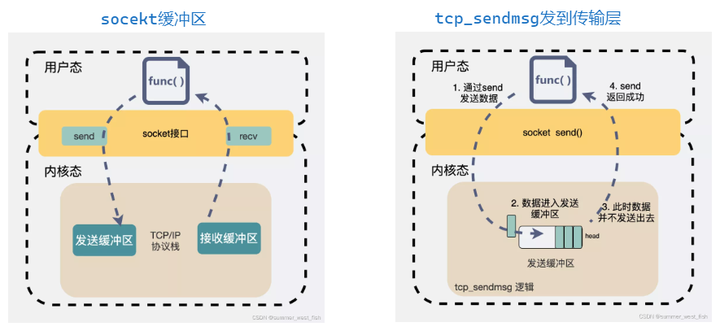 socekt缓冲区
用户态
func( )
send
socket接口
recv
内核态
发送缓冲区
TCP/IP
协议栈
接收缓冲区
CSDN @summer_west_fish
tcp_sendmsg发到传输层
用户态
1. 通过send
发送数据
func( )
4. send
返回成功
socket send()
内核态
2. 数据进入发送
缓冲区
3. 此时数据
并不发送出去
head
发送缓冲区
tcp_sendmsg 逻辑
CSDN @summer_west_fish